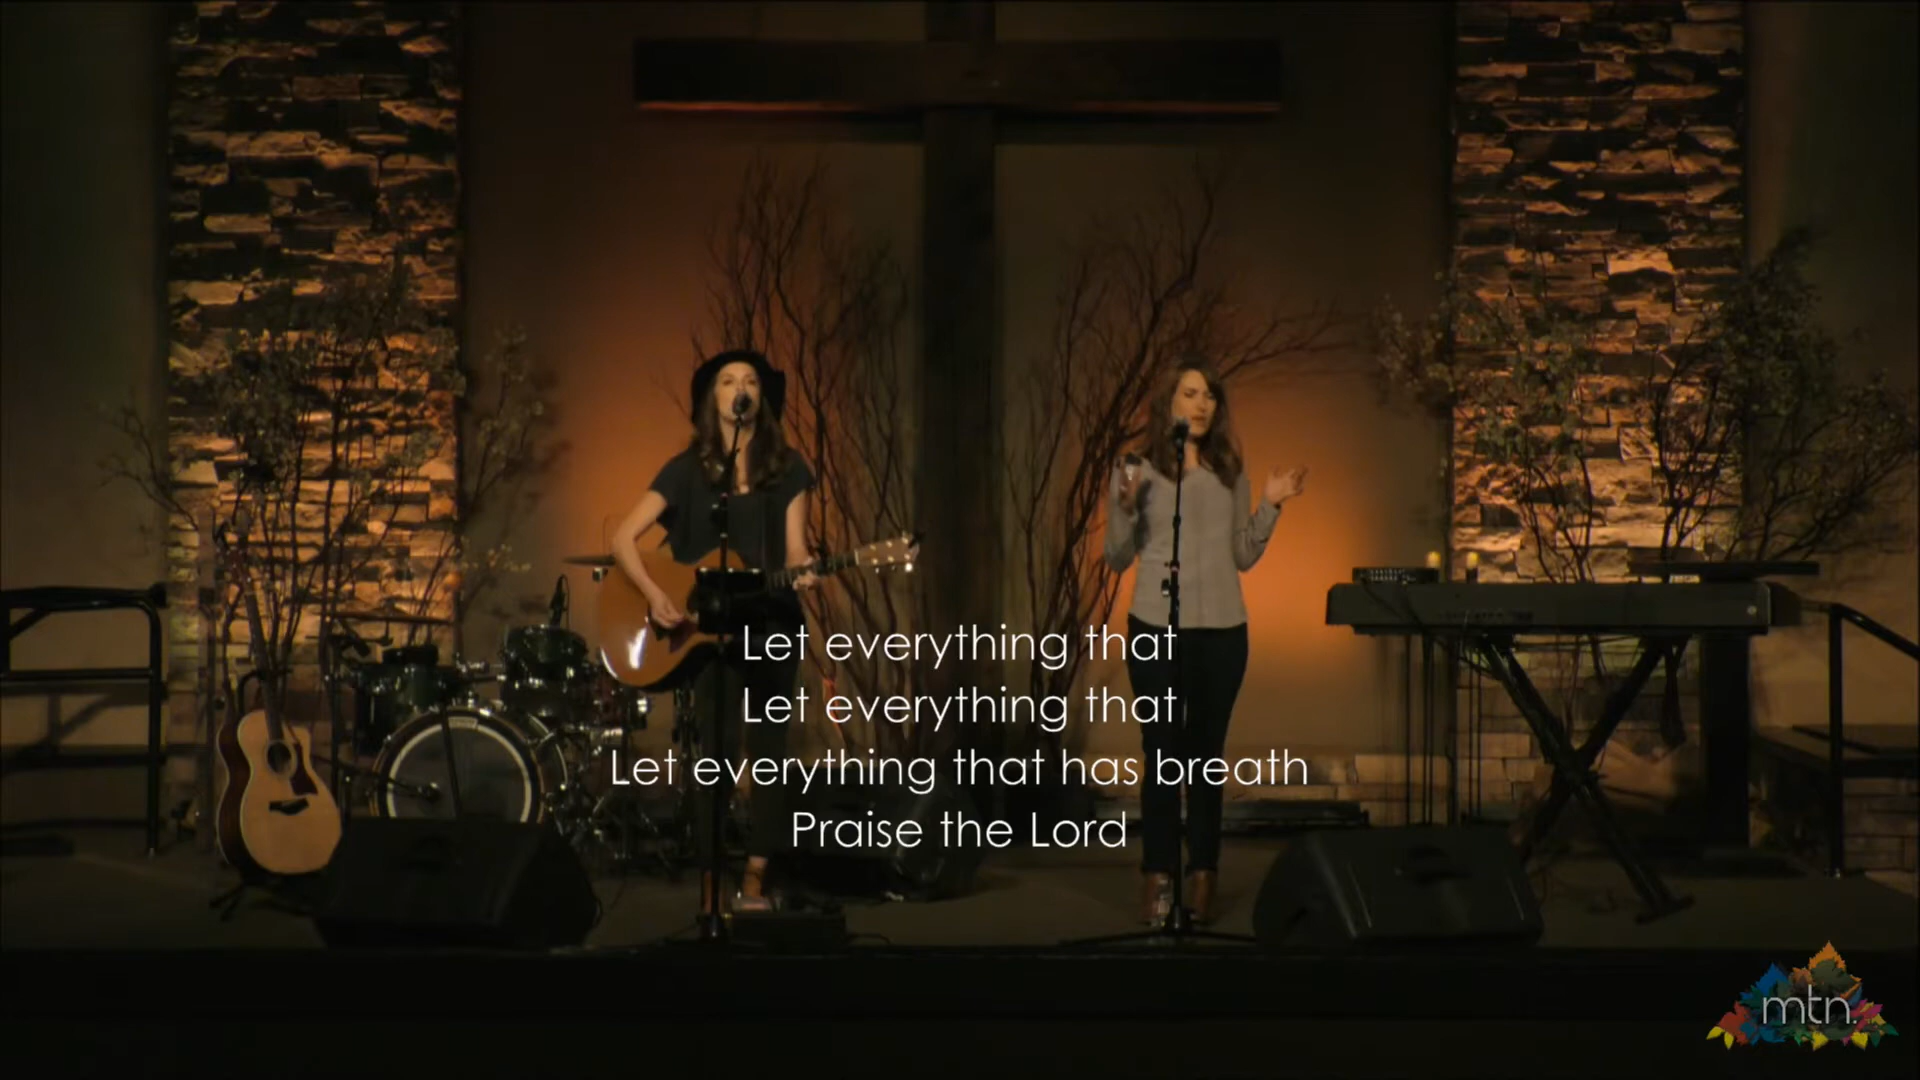 Let everything that
Let everything that
Let everything that has breath
Praise the Lord
mtn.